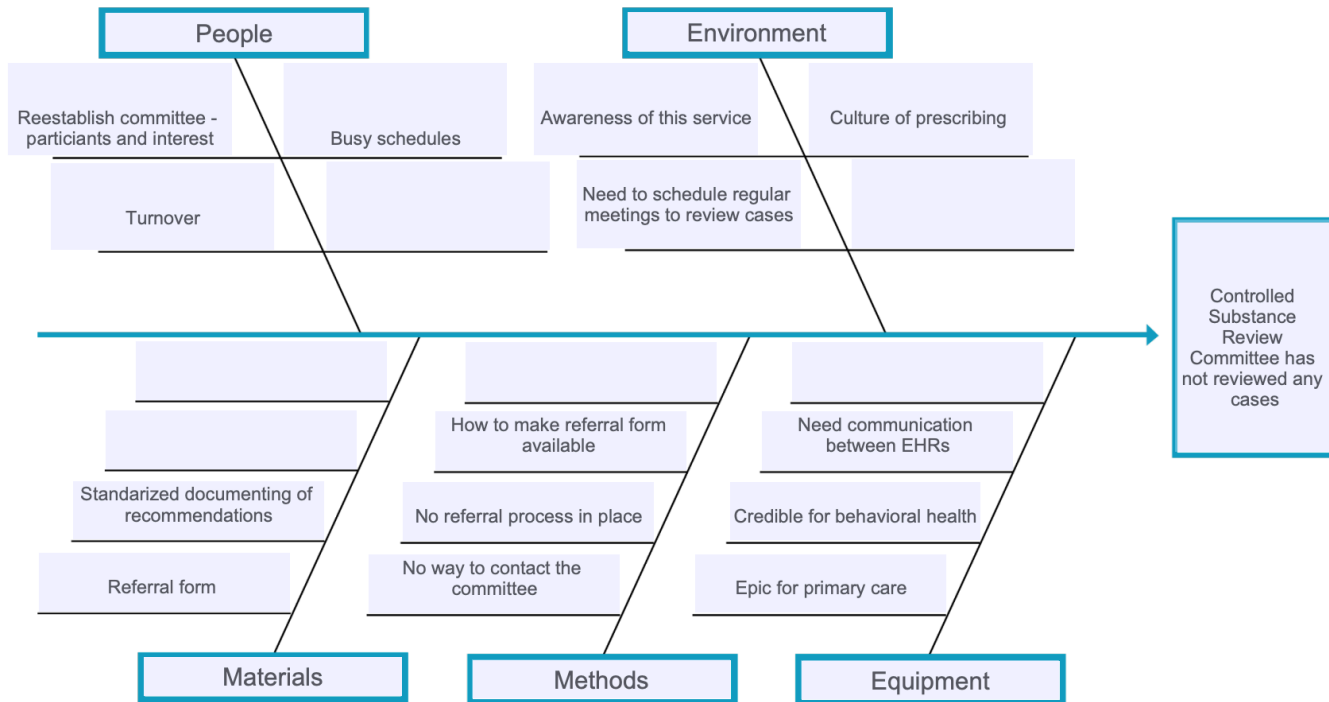 People
Environment
Reestablish committee -
particiants and interest
Busy schedules
Awareness of this service
Culture of prescribing
Turnover
Need to schedule regular
meetings to review cases
Controlled
Substance
Review
Committee has
not reviewed any
cases
How to make referral form
available
Need communication
between EHRs
Standarized documenting of
recommendations
No referral process in place
Credible for behavioral health
Referral form
No way to contact the
committee
Epic for primary care
Materials
Methods
Equipment